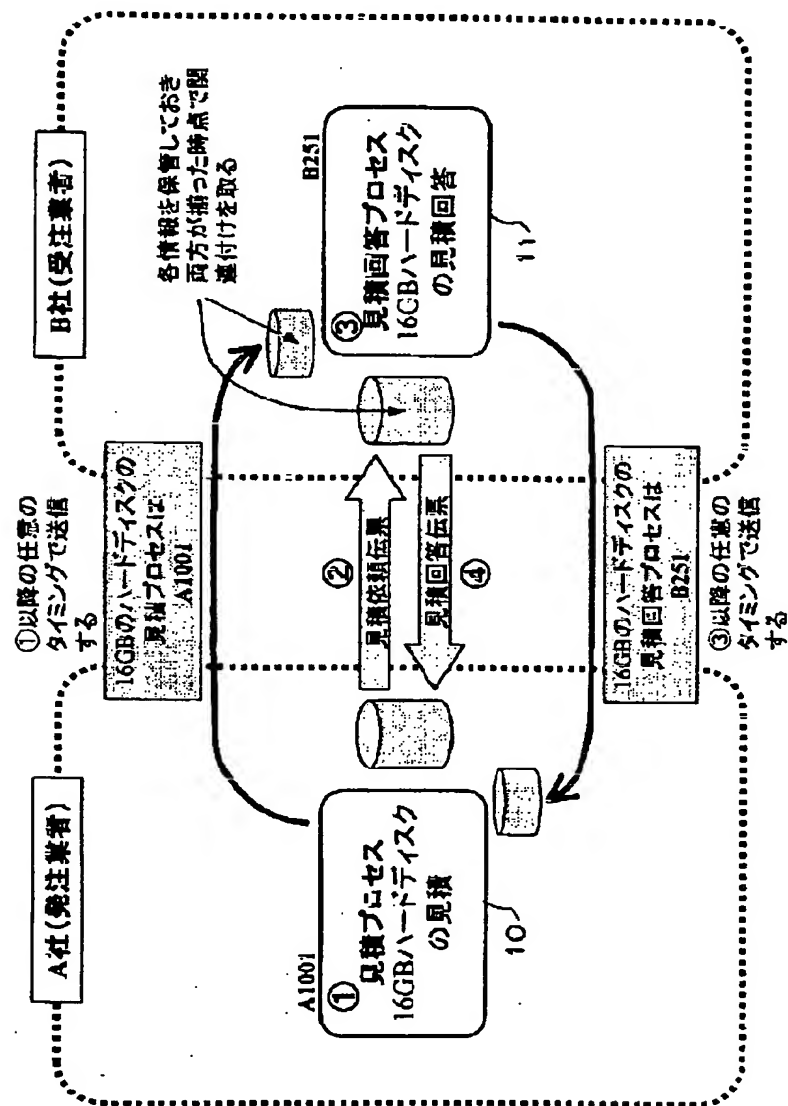 A社(発注業者)
B社(受注業者)
①以降の任意の
タイミングで送信
する
16GBのハードディスクの
見積プロセスは
A1001
各情報を保管しておき
両方が揃った時点で関
連付けを取る
A1001
①
見積プロセス
16GBハードディスク
の見積
10
②
見積依頼伝票
見積回答伝票
④
B251
③
見積回答プロセス
16GBハードディスク
の見積回答
11
16GBのハードディスクの
見積回答プロセスは
B251
③以降の任意の
タイミングで送信
する